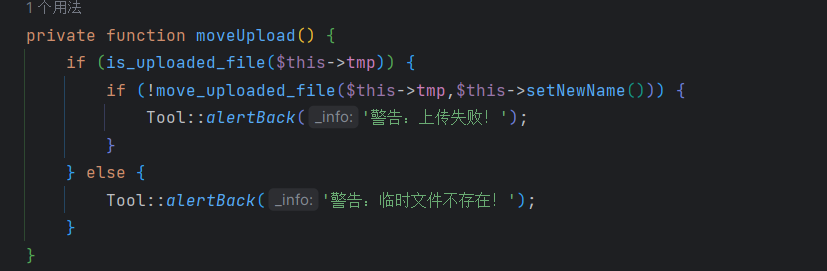 1 个用法
private function moveUpload() {
    if (is_uploaded_file($this->tmp)) {
        if (!move_uploaded_file($this->tmp,$this->setNewName())) {
            Tool::alertBack( _info: '警告：上传失败！');
        }
    } else {
        Tool::alertBack( _info: '警告：临时文件不存在！');
    }
}